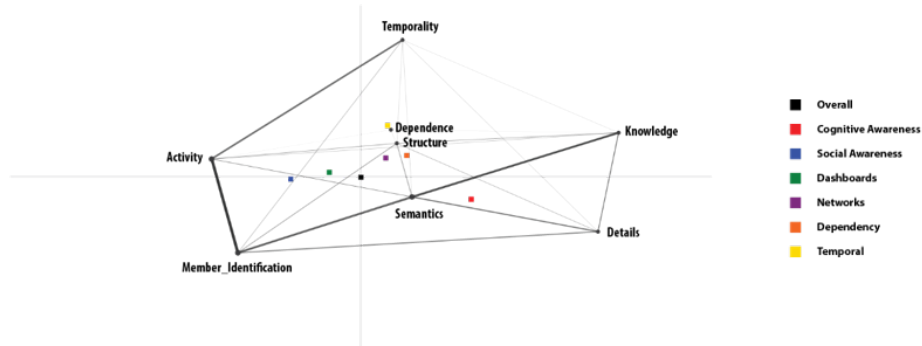 Temporality
Dependence
Structure
Knowledge
Activity
Semantics
Details
Member_Identification
Overall
Cognitive Awareness
Social Awareness
Dashboards
Networks
Dependency
Temporal